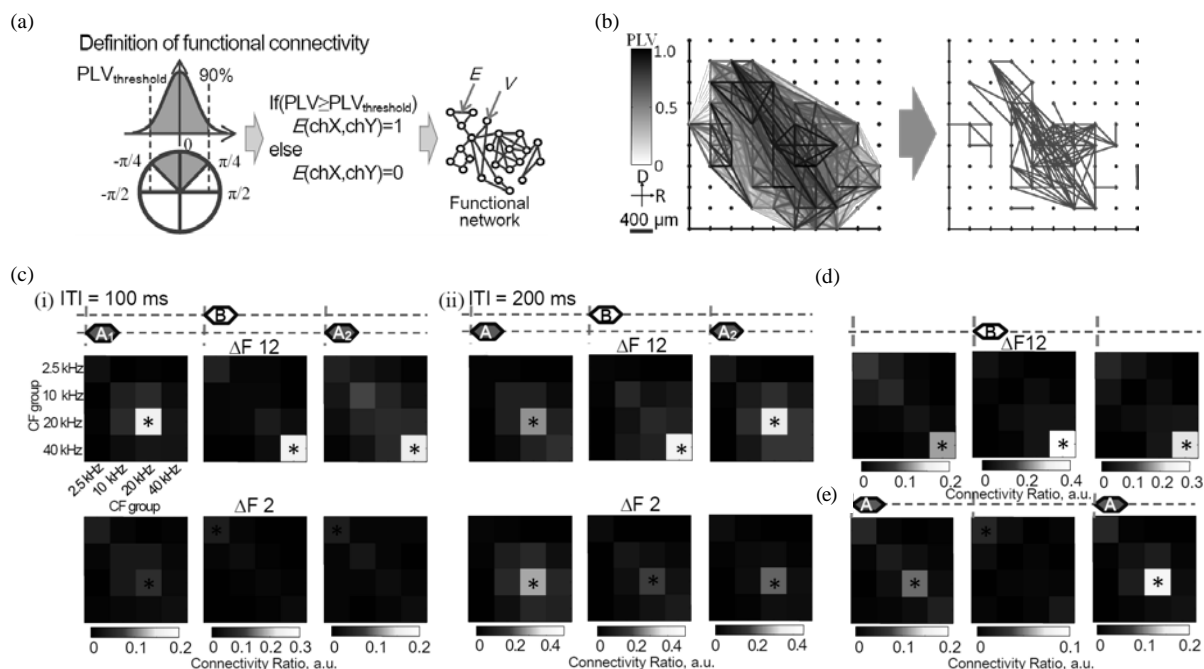 (a)
Definition of functional connectivity
PLVthreshold
90%
0
-π/4
π/4
-π/2
π/2
If(PLV≥PLVthreshold)
E(chX,chY)=1
else
E(chX,chY)=0
E
V
Functional
network
(b)
PLV
1.0
0.5
0
D
R
400 µm
(c)
(i) ITI = 100 ms
B
A1
A2
ΔF 12
2.5 kHz
10 kHz
20 kHz
40 kHz
CF group
*
*
*
2.5 kHz
10 kHz
20 kHz
40 kHz
CF group
ΔF 2
*
*
*
0 0.1 0.2
0 0.1 0.2 0.3
0 0.1 0.2
Connectivity Ratio, a.u.
(ii) ITI = 200 ms
B
A
A2
ΔF 12
*
*
*
ΔF 2
*
*
*
0 0.2 0.4
0 0.2 0.4
0 0.2 0.4
Connectivity Ratio, a.u.
(d)
B
ΔF12
*
*
*
0 0.1 0.2
0 0.2 0.4
0 0.1 0.2 0.3
Connectivity Ratio, a.u.
(e)
A
A
*
*
*
0 0.1 0.2
0 0.1
0 0.1 0.2
Connectivity Ratio, a.u.